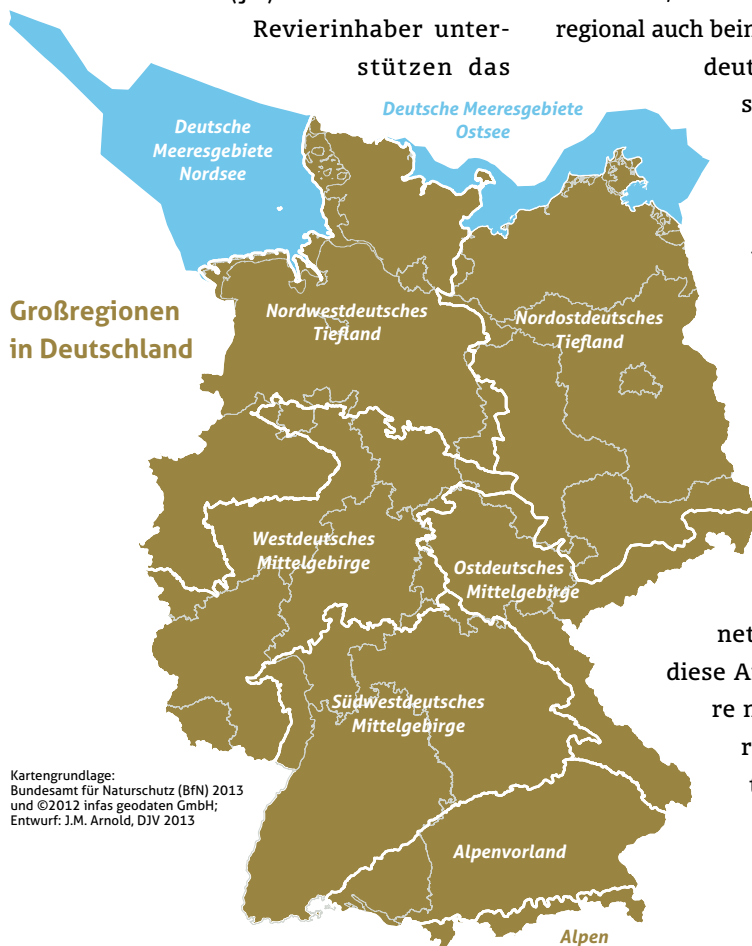 Revierinhaber unter-
stützen das
regional auch bein
deut
Deutsche Meeresgebiete
Ostsee
Deutsche
Meeresgebiete
Nordsee
Großregionen
in Deutschland
Nordwestdeutsches
Tiefland
Nordostdeutsches
Tiefland
Westdeutsches
Mittelgebirge
Ostdeutsches
Mittelgebirge
net
diese A
re n
Südwestdeutsches
Mittelgebirge
Kartengrundlage:
Bundesamt für Naturschutz (BfN) 2013
und ©2012 infas geodaten GmbH;
Entwurf: J.M. Arnold, DJV 2013
Alpenvorland
Alpen